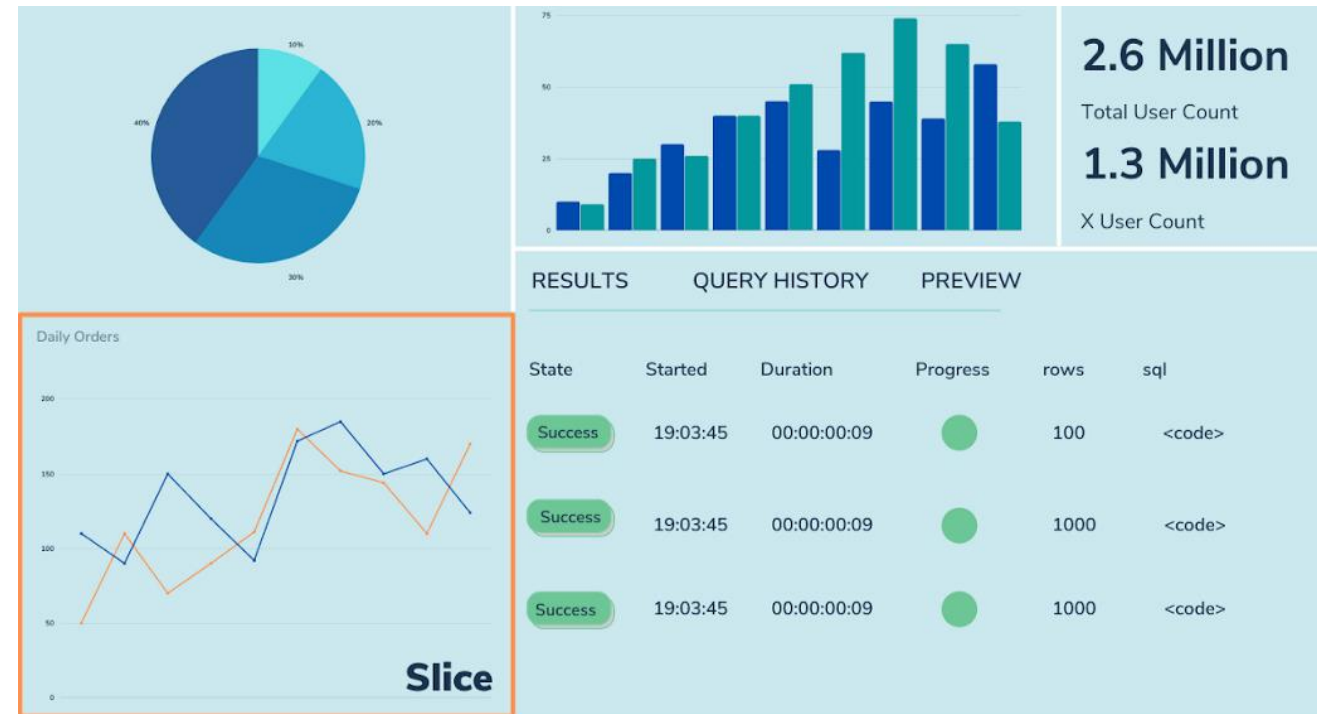 10%
40%
20%
30%
75
50
25
0
2.6 Million
Total User Count
1.3 Million
X User Count
RESULTS QUERY HISTORY PREVIEW
State Started Duration Progress rows sql
Success 19:03:45 00:00:00:09 100 <code>
Success 19:03:45 00:00:00:09 1000 <code>
Success 19:03:45 00:00:00:09 1000 <code>
Daily Orders
200
150
100
50
0
Slice